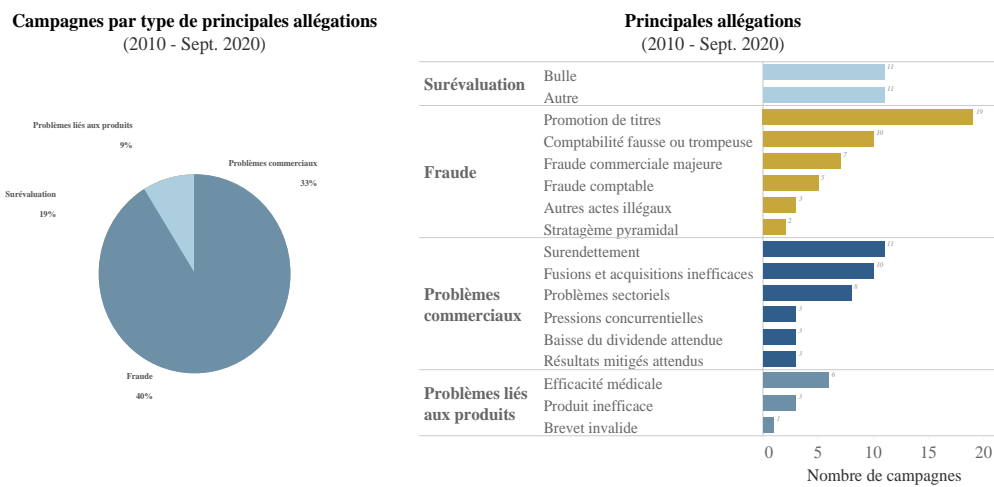 Campagnes par type de principales allégations
(2010 - Sept. 2020)
Problèmes liés aux produits
9%
Problèmes commerciaux
33%
Surévaluation
19%
Fraude
40%
Principales allégations
(2010 - Sept. 2020)
Surévaluation
Bulle 11
Autre 11
Fraude
Promotion de titres 19
Comptabilité fausse ou trompeuse 10
Fraude commerciale majeure 7
Fraude comptable 5
Autres actes illégaux 3
Stratagème pyramidal 2
Problèmes
commerciaux
Surendettement 11
Fusions et acquisitions inefficaces 10
Problèmes sectoriels 8
Pressions concurrentielles 3
Baisse du dividende attendue 3
Résultats mitigés attendus 3
Problèmes liés
aux produits
Efficacité médicale 6
Produit inefficace 3
Brevet invalide 1
0 5 10 15 20
Nombre de campagnes